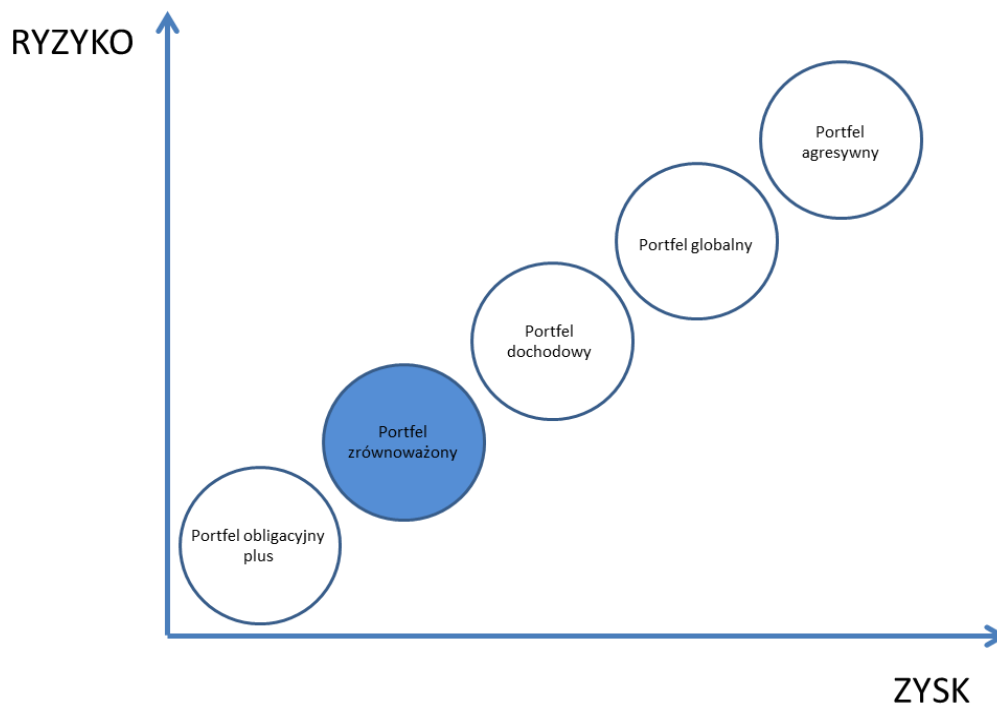 RYZYKO
Portfel
agresywny
Portfel globalny
Portfel
dochodowy
Portfel
zrównoważony
Portfel obligacyjny
plus
ZYSK